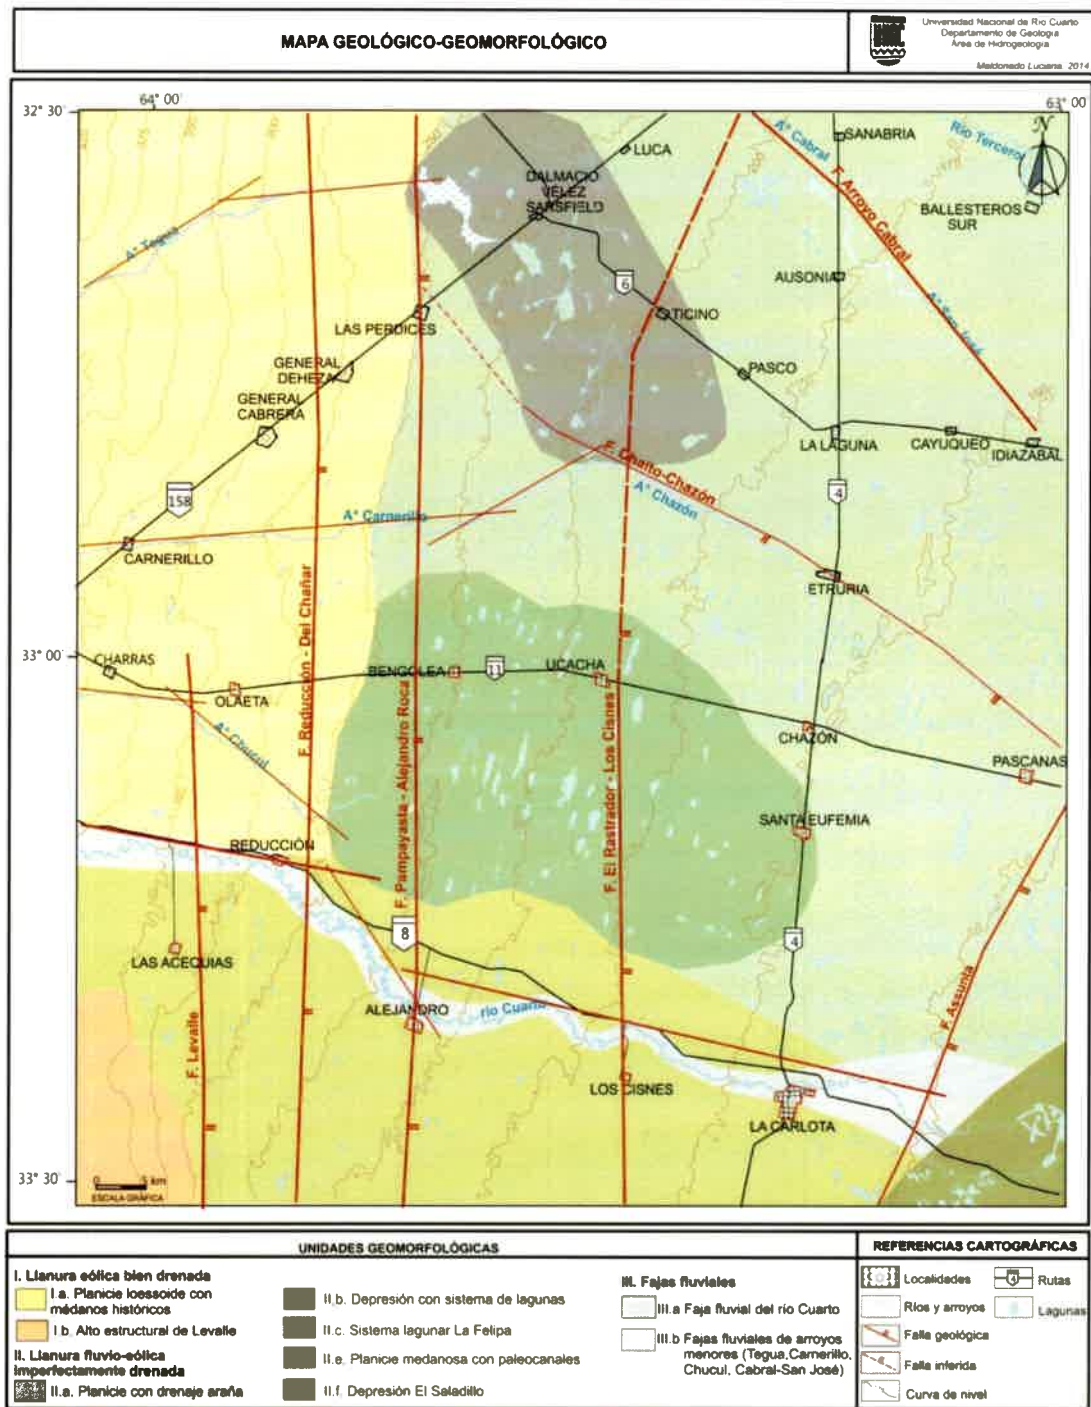 MAPA GEOLÓGICO-GEOMORFOLÓGICO
Universidad Nacional de Río Cuarto
Departamento de Geología
Área de Hidrogeología
Maldonado Luciana 2014
64° 00'
63° 00'
32° 30'
A° Cabral
SANABRIA
Río Tercero
N
LUCA
DALMACIO
VÉLEZ
SARSFIELD
F. Arroyo Cabral
BALLESTEROS
SUR
A° Tegua
AUSONIA
6
A° San José
LAS PERDICES
TICINO
GENERAL
DEHEZA
PASCO
GENERAL
CABRERA
LA LAGUNA
CAYUQUEO
IDIAZABAL
F. Chalto-Chazón
A° Chazón
158
4
A° Carnerillo
CARNERILLO
ETRURIA
F. Reducción - Del Chañar
33° 00'
CHARRAS
BENGOLEA
11
UCACHA
OLAETA
F. Pampayasta - Alejandro Roca
F. El Rastrador - Los Cisnes
A° Chucul
CHAZÓN
PASCANAS
SANTA EUFEMIA
REDUCCIÓN
8
4
LAS ACEQUIAS
F. Assunta
ALEJANDRO
río Cuarto
F. Levalle
LOS CISNES
LA CARLOTA
33° 30'
0 5 km
ESCALA GRÁFICA
UNIDADES GEOMORFOLÓGICAS
I. Llanura eólica bien drenada
I.a. Planicie loessoide con
médanos históricos
I.b. Alto estructural de Levalle
II. Llanura fluvio-eólica
imperfectamente drenada
II.a. Planicie con drenaje araña
II.b. Depresión con sistema de lagunas
II.c. Sistema lagunar La Felipa
II.e. Planicie medanosa con paleocanales
II.f. Depresión El Saladillo
III. Fajas fluviales
III.a Faja fluvial del río Cuarto
III.b Fajas fluviales de arroyos
menores (Tegua,Carnerillo,
Chucul, Cabral-San José)
REFERENCIAS CARTOGRÁFICAS
Localidades
4
Rutas
Ríos y arroyos
Lagunas
Falla geológica
Falla inferida
Curva de nivel